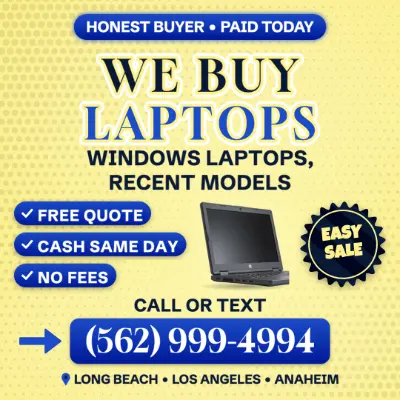 HONEST BUYER • PAID TODAY
WE BUY
LAPTOPS
WINDOWS LAPTOPS,
RECENT MODELS
FREE QUOTE
CASH SAME DAY
NO FEES
EASY
SALE
CALL OR TEXT
(562) 999-4994
LONG BEACH • LOS ANGELES • ANAHEIM